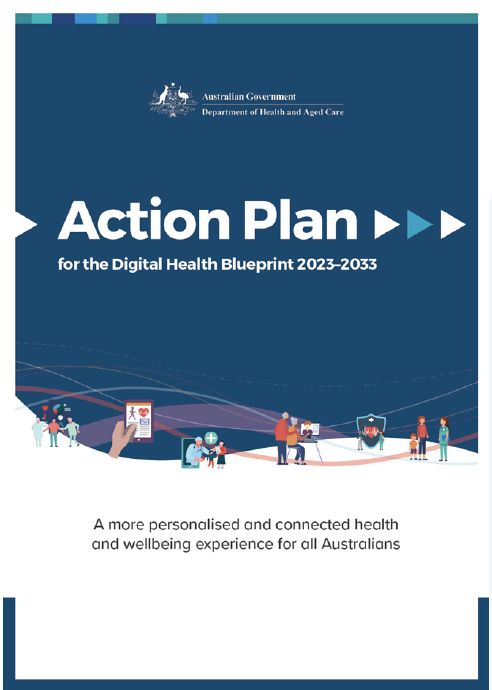 Australian Government
Department of Health and Aged Care
Action Plan
for the Digital Health Blueprint 2023–2033
A more personalised and connected health
and wellbeing experience for all Australians